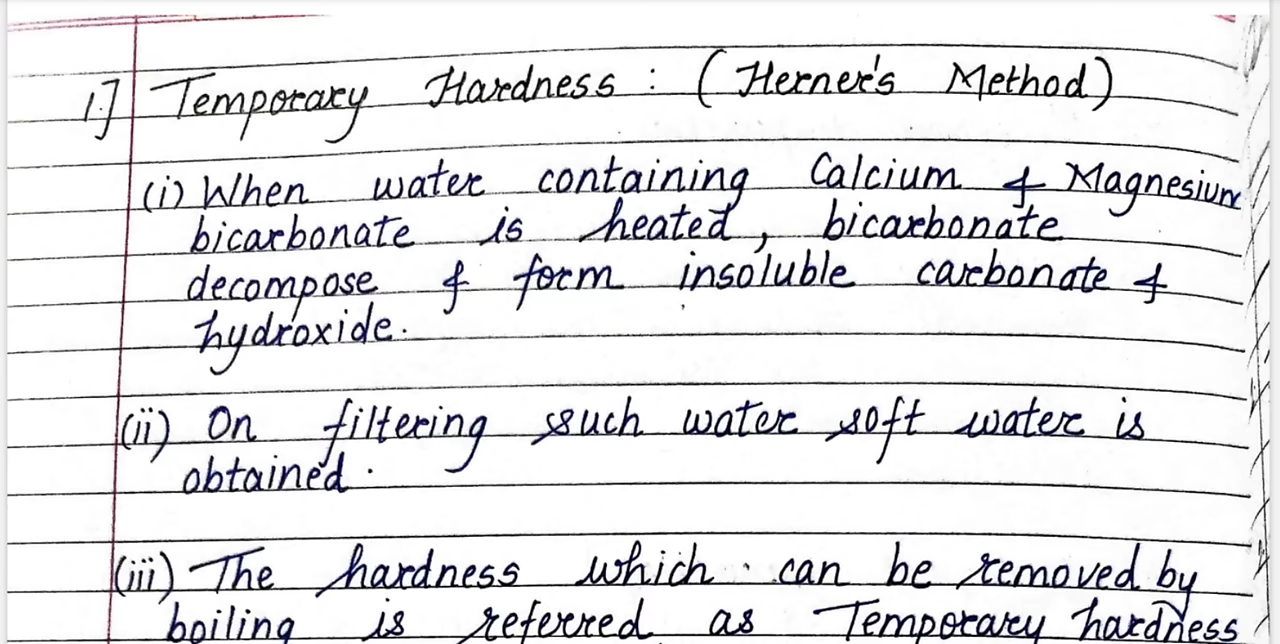 1.] Temporary Hardness : ( Herner's Method )
(i) When water containing Calcium & Magnesium
bicarbonate is heated, bicarbonate
decompose & form insoluble carbonate &
hydroxide.
(ii) On filtering such water soft water is
obtained.
(iii) The hardness which can be removed by
boiling is referred as Temporary hardness